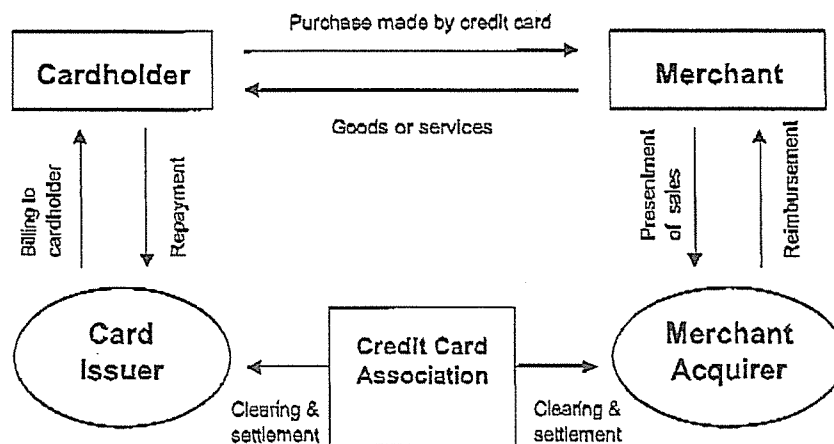 Purchase made by credit card
Cardholder
Merchant
Goods or services
Billing to
cardholder
Repayment
Presentment
of sales
Reimbursement
Card
Issuer
Credit Card
Association
Merchant
Acquirer
Clearing &
settlement
Clearing &
settlement